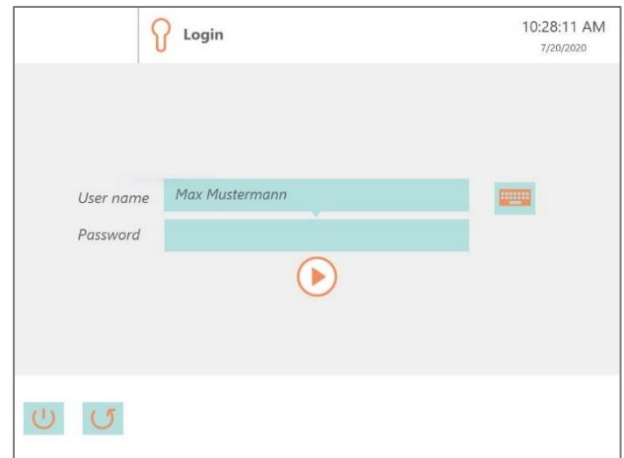 Login
10:28:11 AM
7/20/2020
User name
Max Mustermann
Password